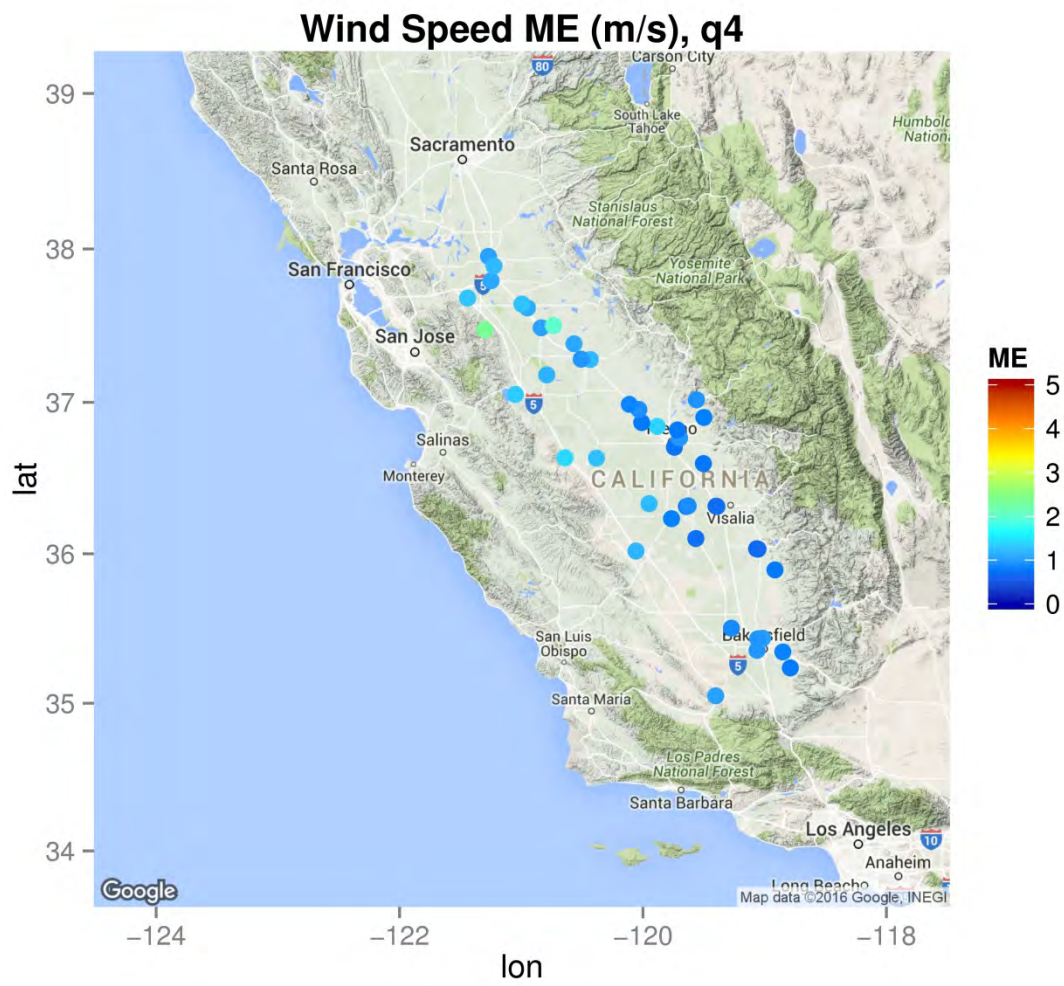 Wind Speed ME (m/s), q4
Carson City
80
39
South Lake
Tahoe
Humbol
Nation
Sacramento
Santa Rosa
Stanislaus
National Forest
38
San Francisco
5
Yosemite
National Park
San Jose
ME
5
4
3
2
1
0
37
5
Salinas
Monterey
CALIFORNIA
Visalia
lat
36
San Luis
Obispo
Bakersfield
5
35
Santa Maria
Los Padres
National Forest
Santa Barbara
Los Angeles
10
34
Anaheim
Long Beach
Google
Map data ©2016 Google, INEGI
−124
−122
−120
−118
lon